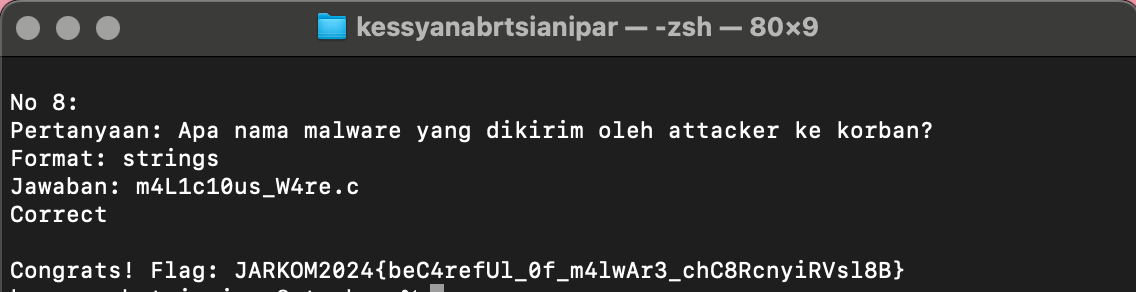 kessyanabrtsianipar — -zsh — 80×9
No 8:
Pertanyaan: Apa nama malware yang dikirim oleh attacker ke korban?
Format: strings
Jawaban: m4L1c10us_W4re.c
Correct
Congrats! Flag: JARKOM2024{beC4refUl_0f_m4lwAr3_chC8RcnyiRVsl8B}